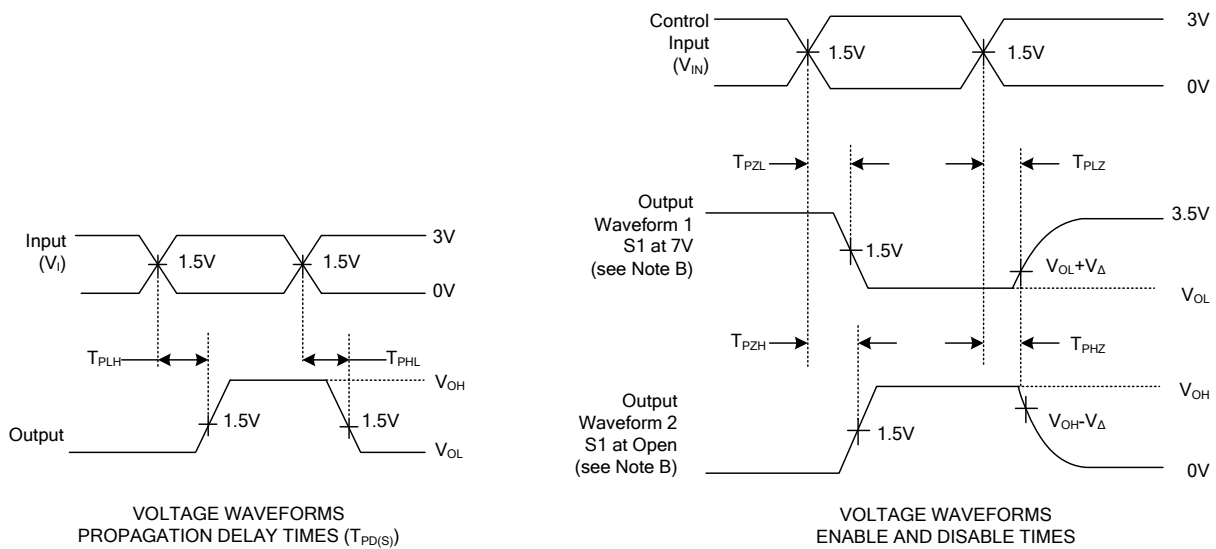 Input
(VI)
3V
1.5V
1.5V
0V
TPLH
TPHL
VOH
Output
1.5V
1.5V
VOL
VOLTAGE WAVEFORMS
PROPAGATION DELAY TIMES (TPD(S))
Control
Input
(VIN)
3V
1.5V
1.5V
0V
TPZL
TPLZ
Output
Waveform 1
S1 at 7V
(see Note B)
3.5V
1.5V
VOL+VΔ
VOL
TPZH
TPHZ
Output
Waveform 2
S1 at Open
(see Note B)
VOH
1.5V
VOH-VΔ
0V
VOLTAGE WAVEFORMS
ENABLE AND DISABLE TIMES